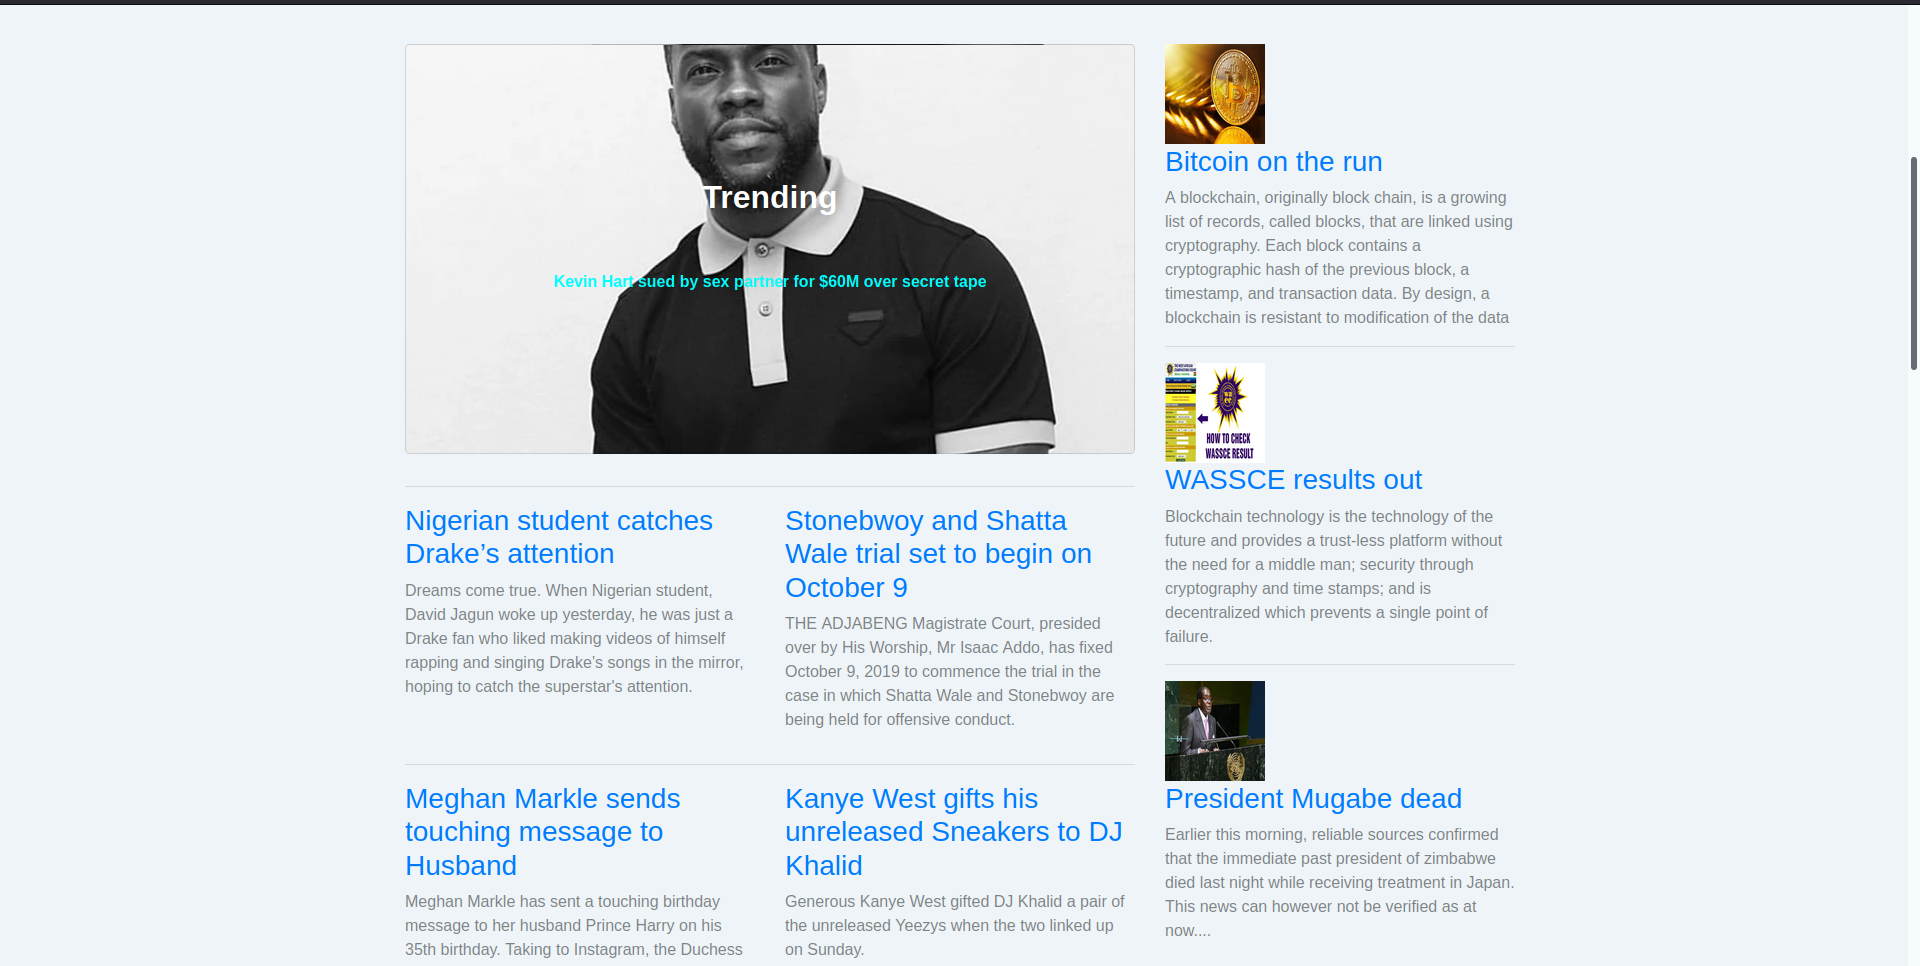 Trending
Kevin Hart sued by sex partner for $60M over secret tape
Nigerian student catches
Drake’s attention
Dreams come true. When Nigerian student,
David Jagun woke up yesterday, he was just a
Drake fan who liked making videos of himself
rapping and singing Drake’s songs in the mirror,
hoping to catch the superstar's attention.
Stonebwoy and Shatta
Wale trial set to begin on
October 9
THE ADJABENG Magistrate Court, presided
over by His Worship, Mr Isaac Addo, has fixed
October 9, 2019 to commence the trial in the
case in which Shatta Wale and Stonebwoy are
being held for offensive conduct.
Meghan Markle sends
touching message to
Husband
Meghan Markle has sent a touching birthday
message to her husband Prince Harry on his
35th birthday. Taking to Instagram, the Duchess
Kanye West gifts his
unreleased Sneakers to DJ
Khalid
Generous Kanye West gifted DJ Khalid a pair of
the unreleased Yeezys when the two linked up
on Sunday.
Bitcoin on the run
A blockchain, originally block chain, is a growing
list of records, called blocks, that are linked using
cryptography. Each block contains a
cryptographic hash of the previous block, a
timestamp, and transaction data. By design, a
blockchain is resistant to modification of the data
HOW TO CHECK
WASSCE RESULT
WASSCE results out
Blockchain technology is the technology of the
future and provides a trust-less platform without
the need for a middle man; security through
cryptography and time stamps; and is
decentralized which prevents a single point of
failure.
President Mugabe dead
Earlier this morning, reliable sources confirmed
that the immediate past president of zimbabwe
died last night while receiving treatment in Japan.
This news can however not be verified as at
now....